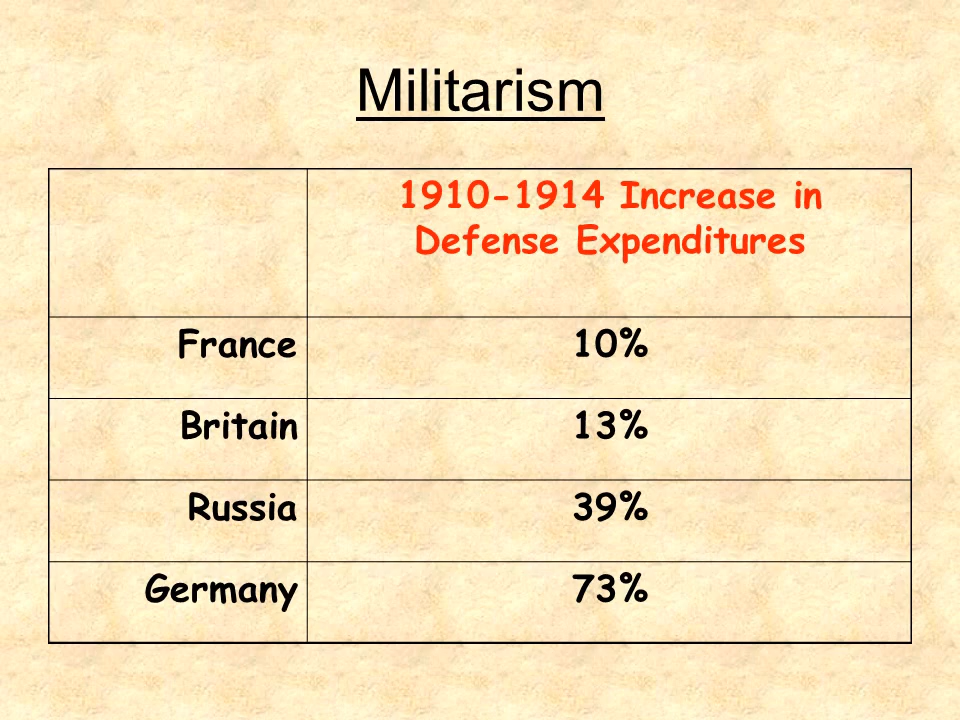 Militarism
1910-1914 Increase in
Defense Expenditures
France 10%
Britain 13%
Russia 39%
Germany 73%